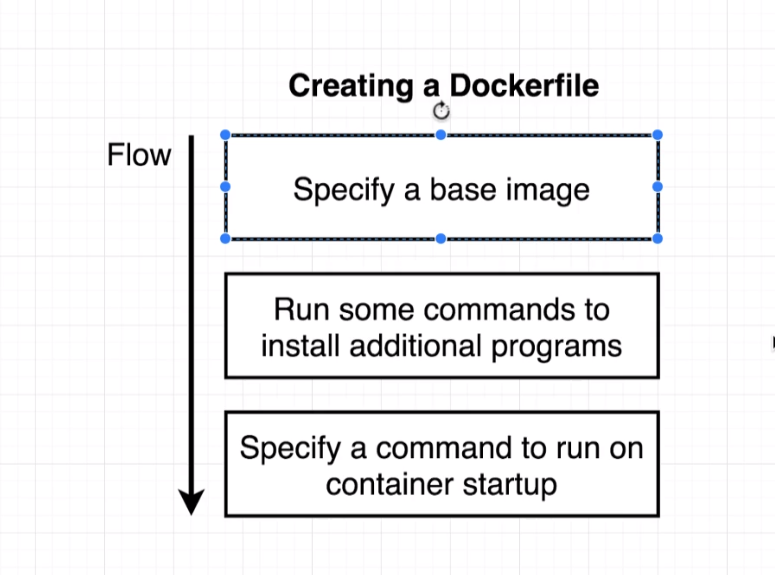 Creating a Dockerfile
Flow
Specify a base image
Run some commands to
install additional programs
Specify a command to run on
container startup